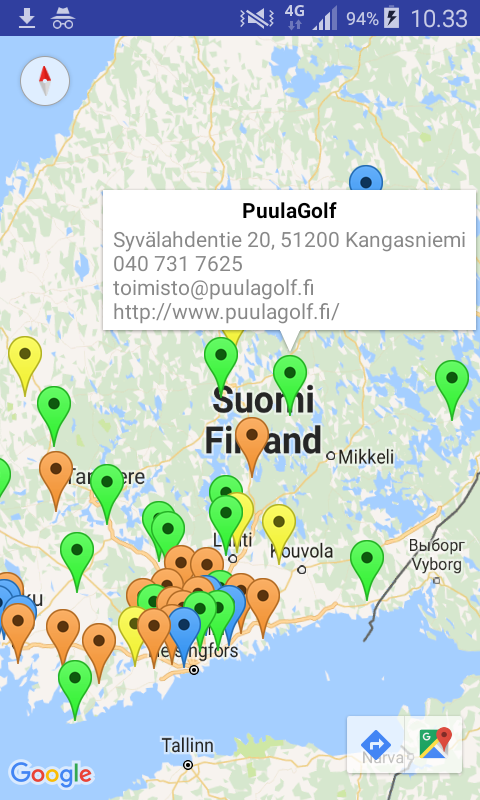 4G 94% 10.33
PuulaGolf
Syvälahdentie 20, 51200 Kangasniemi
040 731 7625
toimisto@puulagolf.fi
http://www.puulagolf.fi/
Suomi
Finland
Mikkeli
Tampere
Lahti
Kouvola
Выборг
Vyborg
Helsingfors
Tallinn
Narva
Google